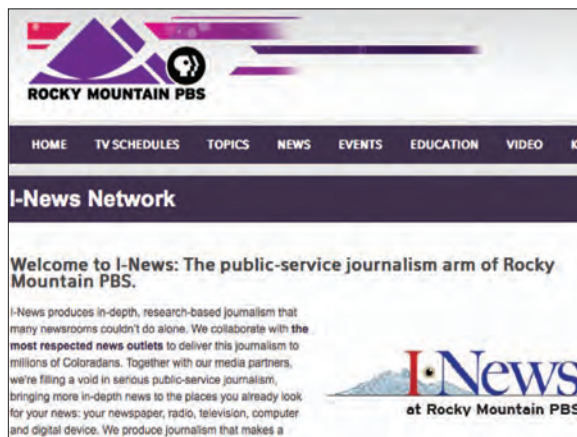 ROCKY MOUNTAIN PBS
HOME TV SCHEDULES TOPICS NEWS EVENTS EDUCATION VIDEO K
I-News Network
Welcome to I-News: The public-service journalism arm of Rocky
Mountain PBS.
I-News produces in-depth, research-based journalism that
many newsrooms couldn't do alone. We collaborate with the
most respected news outlets to deliver this journalism to
millions of Coloradans. Together with our media partners,
we're filling a void in serious public-service journalism,
bringing more in-depth news to the places you already look
for your news: your newspaper, radio, television, computer
and digital device. We produce journalism that makes a
I-News
at Rocky Mountain PBS